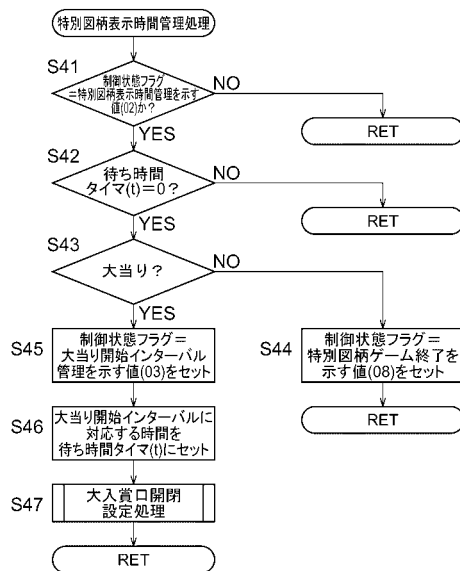 特別図柄表示時間管理処理
S41
制御状態フラグ
=特別図柄表示時間管理を示す
値(02)か?
NO
RET
YES
S42
待ち時間
タイマ(t)=0?
NO
RET
YES
S43
大当り?
NO
YES
S45
制御状態フラグ=
大当り開始インターバル
管理を示す値(03)をセット
S44
制御状態フラグ=
特別図柄ゲーム終了を
示す値(08)をセット
RET
S46
大当り開始インターバルに
対応する時間を
待ち時間タイマ(t)にセット
S47
大入賞口開閉
設定処理
RET